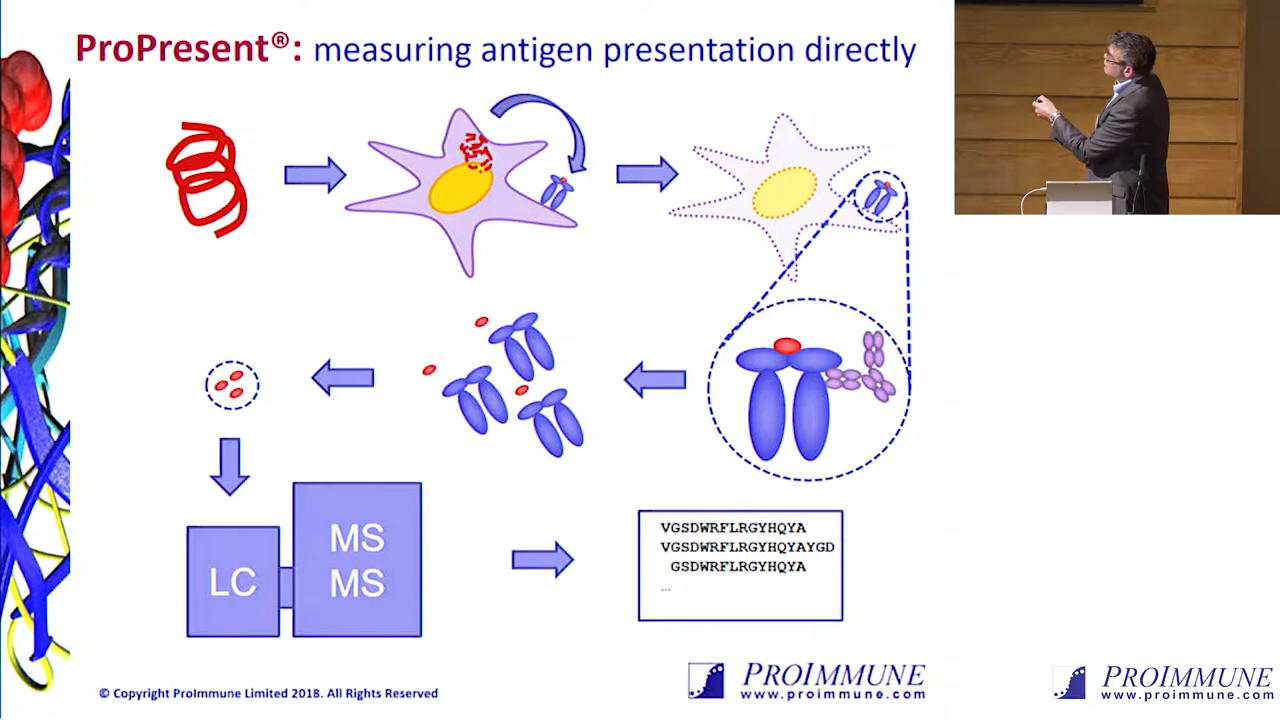 ProPresent®: measuring antigen presentation directly
LC
MS
MS
VGSDWRFLRGYHQYA
VGSDWRFLRGYHQYAYGD
GSDWRFLRGYHQYA
...
© Copyright ProImmune Limited 2018. All Rights Reserved
PROIMMUNE
www.proimmune.com
PROIMMUNE
www.proimmune.com